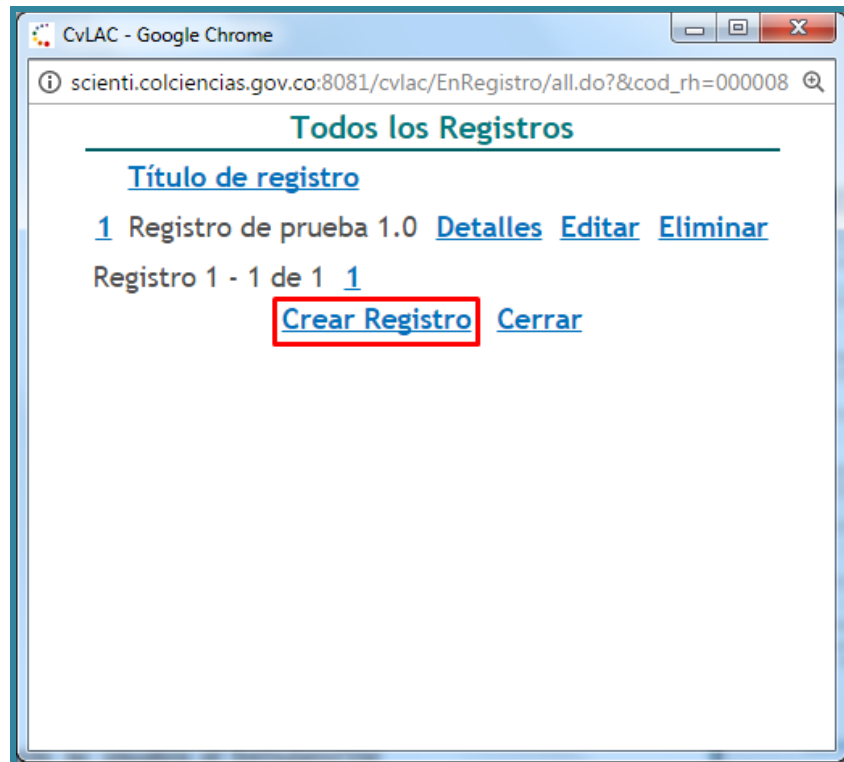 CvLAC - Google Chrome
scienti.colciencias.gov.co:8081/cvlac/EnRegistro/all.do?&cod_rh=000008
Todos los Registros
Título de registro
1 Registro de prueba 1.0 Detalles Editar Eliminar
Registro 1 - 1 de 1 1
Crear Registro Cerrar